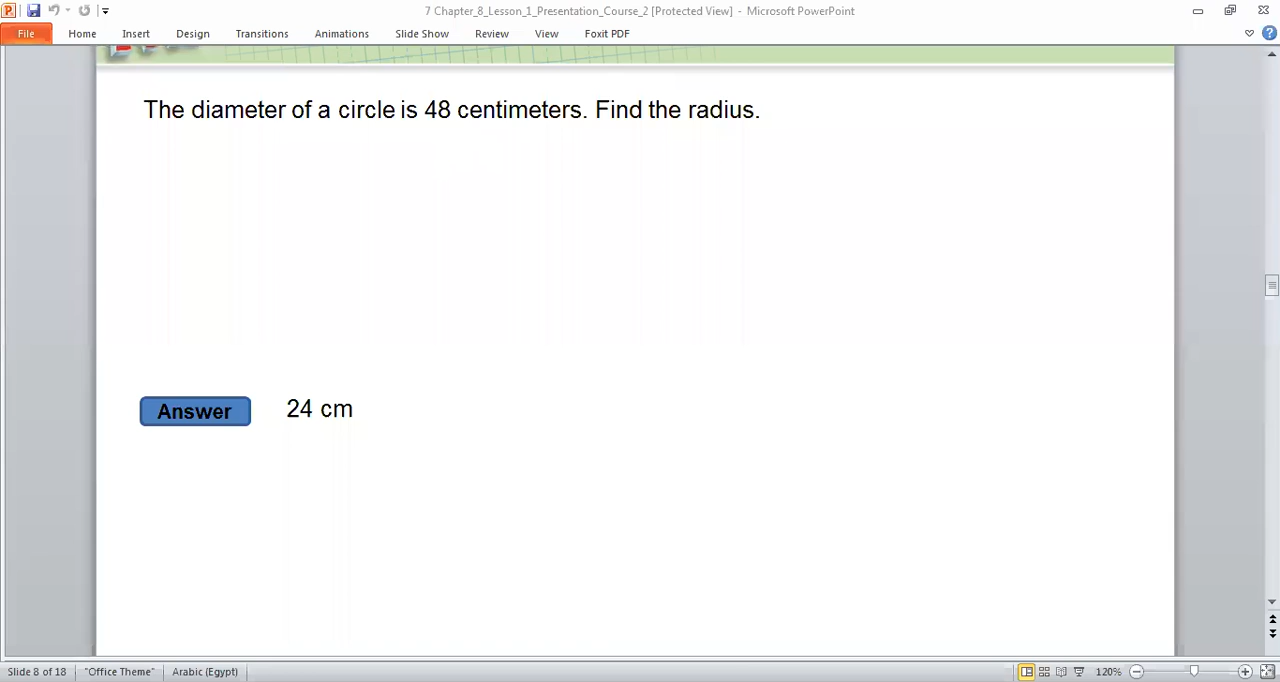 7 Chapter_8_Lesson_1_Presentation_Course_2 [Protected View] - Microsoft PowerPoint
File Home Insert Design Transitions Animations Slide Show Review View Foxit PDF
The diameter of a circle is 48 centimeters. Find the radius.
Answer 24 cm
Slide 8 of 18 "Office Theme" Arabic (Egypt) 120%